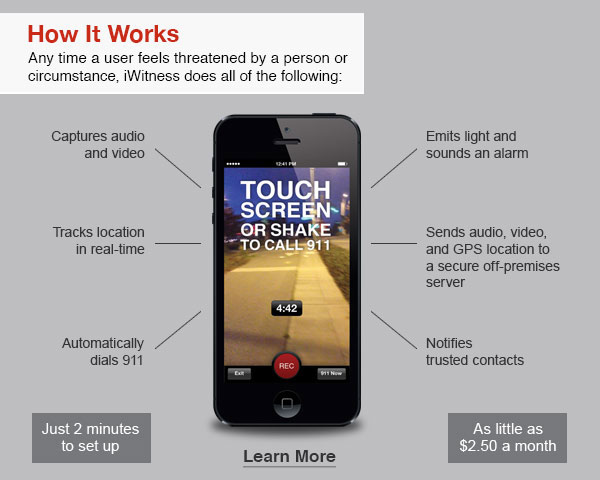 How It Works
Any time a user feels threatened by a person or
circumstance, iWitness does all of the following:
Captures audio
and video
Tracks location
in real-time
Automatically
dials 911
12:41 PM
TOUCH
SCREEN
OR SHAKE
TO CALL 911
4:42
REC
Exit
911 Now
Emits light and
sounds an alarm
Sends audio, video,
and GPS location to
a secure off-premises
server
Notifies
trusted contacts
Just 2 minutes
to set up
Learn More
As little as
$2.50 a month